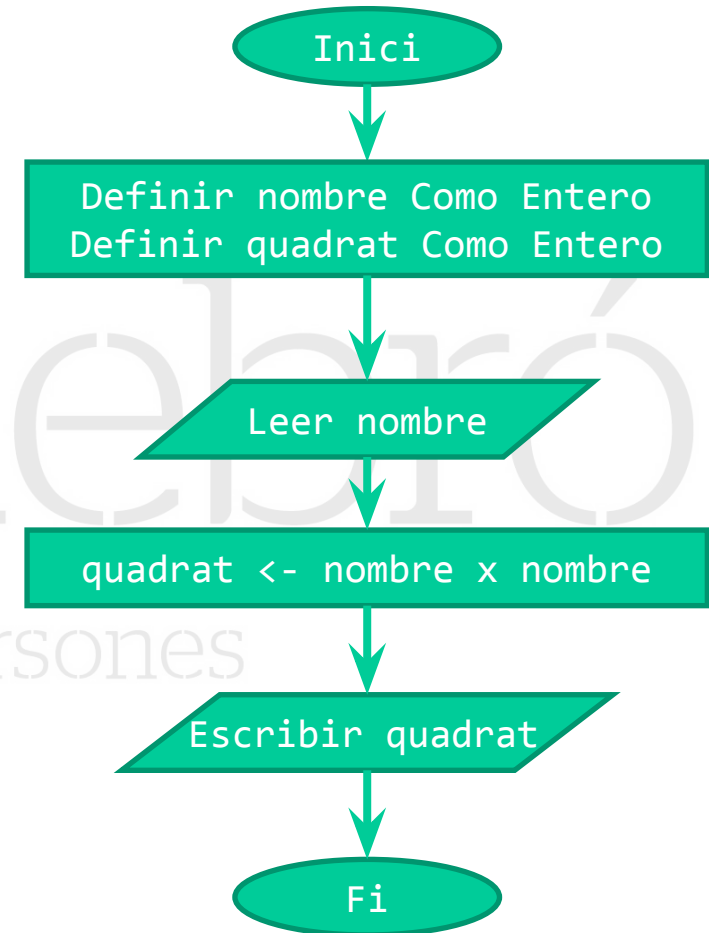 Inici
Definir nombre Como Entero
Definir quadrat Como Entero
Leer nombre
quadrat <- nombre x nombre
Escribir quadrat
Fi